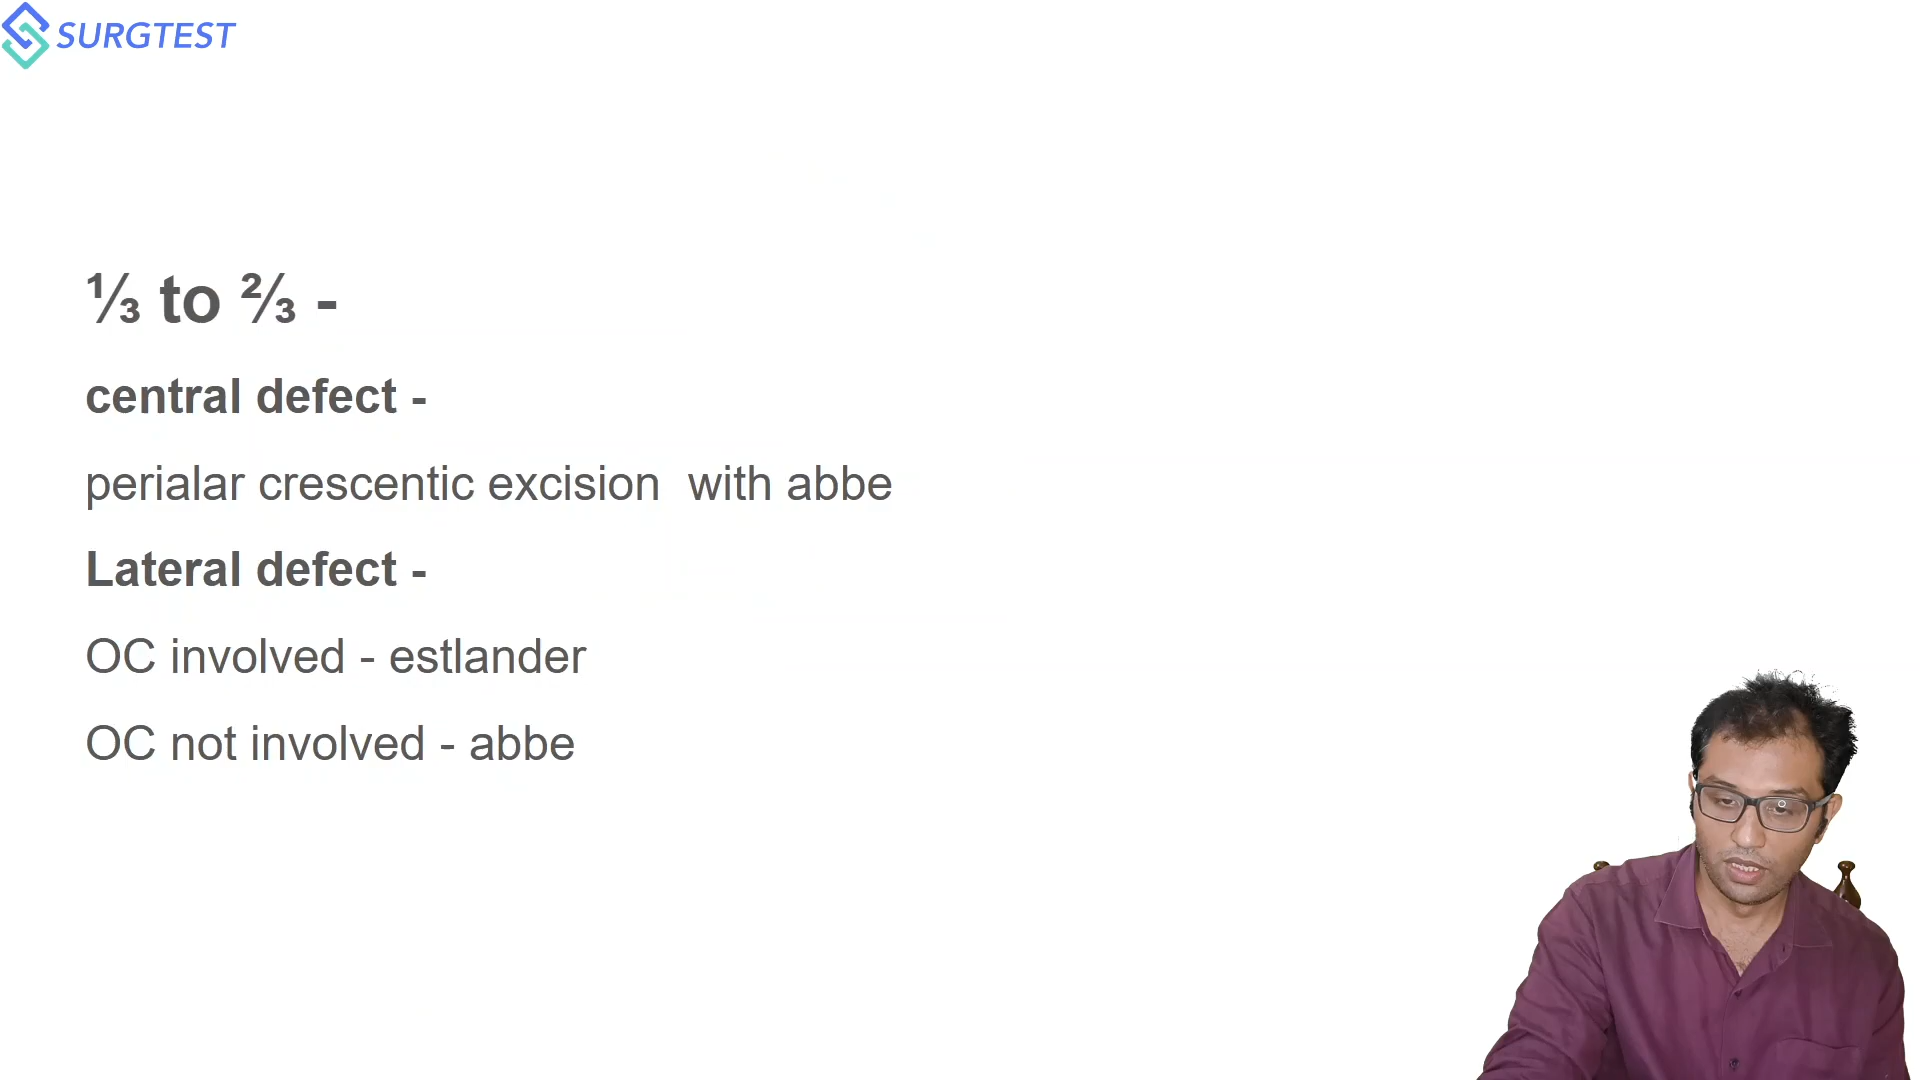 SURGTEST
⅓ to ⅔ -
central defect -
perialar crescentic excision  with abbe
Lateral defect -
OC involved - estlander
OC not involved - abbe